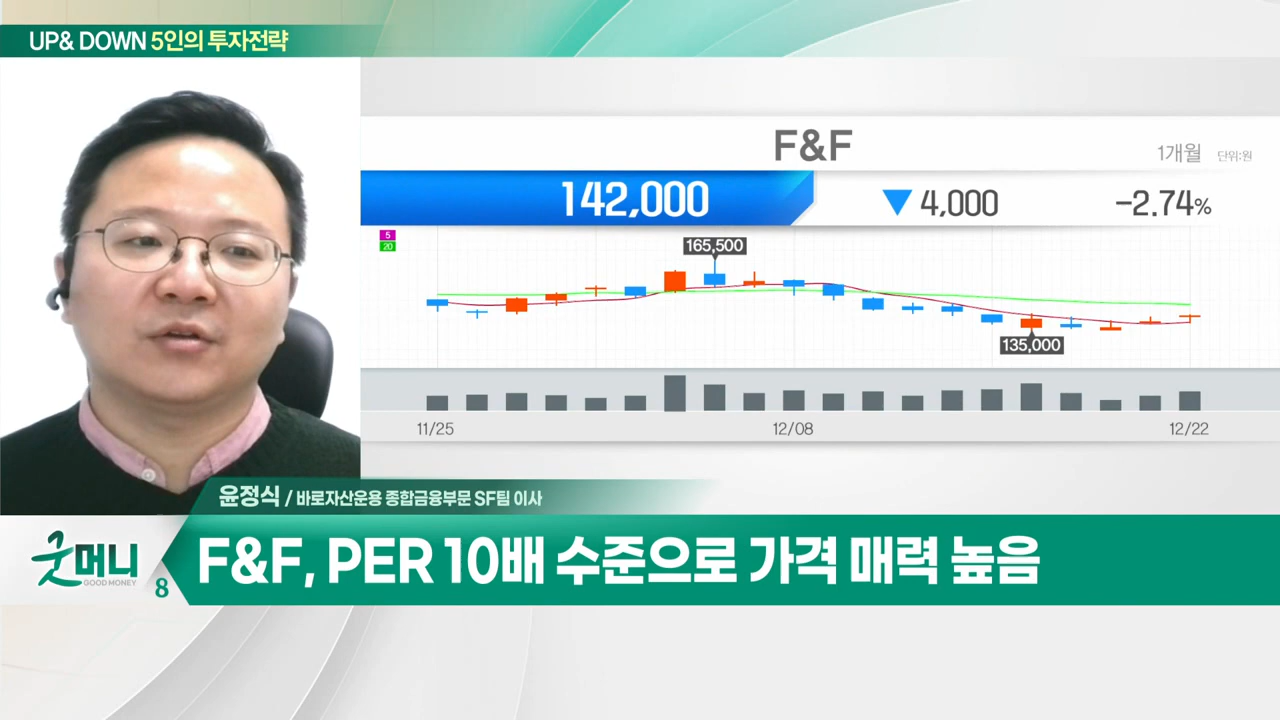 UP& DOWN 5인의 투자전략
F&F
1개월 단위:원
142,000 ▼ 4,000 -2.74%
5
20
165,500
135,000
11/25 12/08 12/22
윤정식 / 바로자산운용 종합금융부문 SF팀 이사
굿머니
GOOD MONEY
8
F&F, PER 10배 수준으로 가격 매력 높음